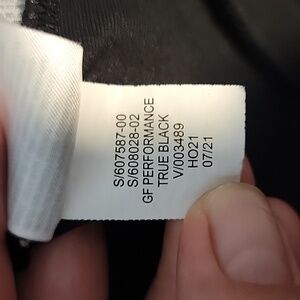 S/607587-00
S/608028-02
GF PERFORMANCE
TRUE BLACK
V/003489
HO21
07/21